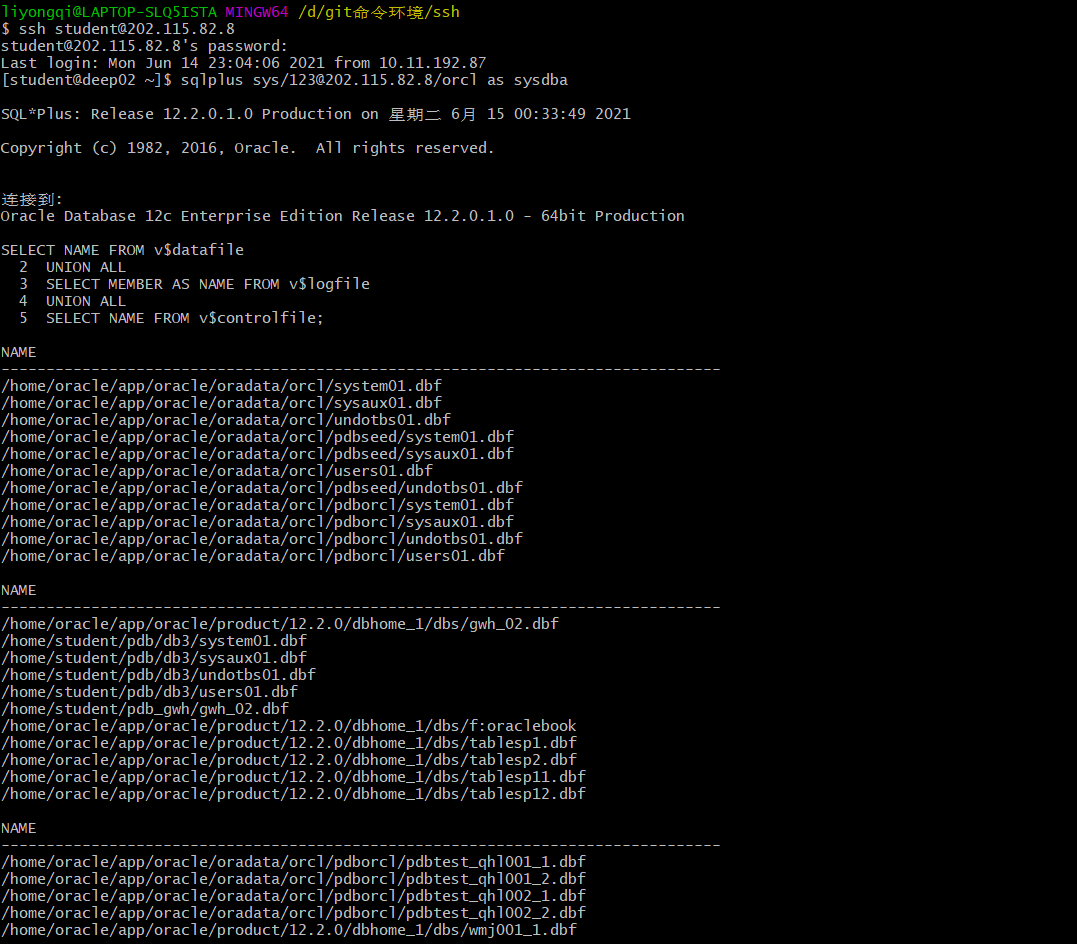 liyongqi@LAPTOP-SLQ5ISTA MINGW64 /d/git命令环境/ssh
$ ssh student@202.115.82.8
student@202.115.82.8's password:
Last login: Mon Jun 14 23:04:06 2021 from 10.11.192.87
[student@deep02 ~]$ sqlplus sys/123@202.115.82.8/orcl as sysdba
SQL*Plus: Release 12.2.0.1.0 Production on 星期二 6月 15 00:33:49 2021
Copyright (c) 1982, 2016, Oracle.  All rights reserved.
连接到:
Oracle Database 12c Enterprise Edition Release 12.2.0.1.0 - 64bit Production
SELECT NAME FROM v$datafile
  2  UNION ALL
  3  SELECT MEMBER AS NAME FROM v$logfile
  4  UNION ALL
  5  SELECT NAME FROM v$controlfile;
NAME
--------------------------------------------------------------------------------
/home/oracle/app/oracle/oradata/orcl/system01.dbf
/home/oracle/app/oracle/oradata/orcl/sysaux01.dbf
/home/oracle/app/oracle/oradata/orcl/undotbs01.dbf
/home/oracle/app/oracle/oradata/orcl/pdbseed/system01.dbf
/home/oracle/app/oracle/oradata/orcl/pdbseed/sysaux01.dbf
/home/oracle/app/oracle/oradata/orcl/users01.dbf
/home/oracle/app/oracle/oradata/orcl/pdbseed/undotbs01.dbf
/home/oracle/app/oracle/oradata/orcl/pdborcl/system01.dbf
/home/oracle/app/oracle/oradata/orcl/pdborcl/sysaux01.dbf
/home/oracle/app/oracle/oradata/orcl/pdborcl/undotbs01.dbf
/home/oracle/app/oracle/oradata/orcl/pdborcl/users01.dbf
NAME
--------------------------------------------------------------------------------
/home/oracle/app/oracle/product/12.2.0/dbhome_1/dbs/gwh_02.dbf
/home/student/pdb/db3/system01.dbf
/home/student/pdb/db3/sysaux01.dbf
/home/student/pdb/db3/undotbs01.dbf
/home/student/pdb/db3/users01.dbf
/home/student/pdb_gwh/gwh_02.dbf
/home/oracle/app/oracle/product/12.2.0/dbhome_1/dbs/f:oraclebook
/home/oracle/app/oracle/product/12.2.0/dbhome_1/dbs/tablesp1.dbf
/home/oracle/app/oracle/product/12.2.0/dbhome_1/dbs/tablesp2.dbf
/home/oracle/app/oracle/product/12.2.0/dbhome_1/dbs/tablesp11.dbf
/home/oracle/app/oracle/product/12.2.0/dbhome_1/dbs/tablesp12.dbf
NAME
--------------------------------------------------------------------------------
/home/oracle/app/oracle/oradata/orcl/pdborcl/pdbtest_qhl001_1.dbf
/home/oracle/app/oracle/oradata/orcl/pdborcl/pdbtest_qhl001_2.dbf
/home/oracle/app/oracle/oradata/orcl/pdborcl/pdbtest_qhl002_1.dbf
/home/oracle/app/oracle/oradata/orcl/pdborcl/pdbtest_qhl002_2.dbf
/home/oracle/app/oracle/product/12.2.0/dbhome_1/dbs/wmj001_1.dbf